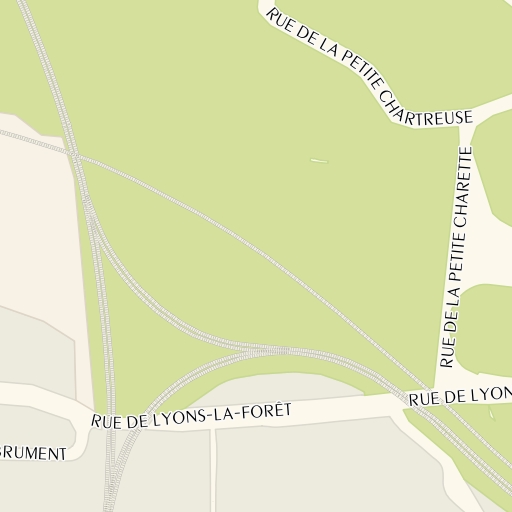 RUE DE LA PETITE CHARTREUSE
RUE DE LA PETITE CHARETTE
RUE DE LYON
RUE DE LYONS-LA-FORÊT
BRUMENT